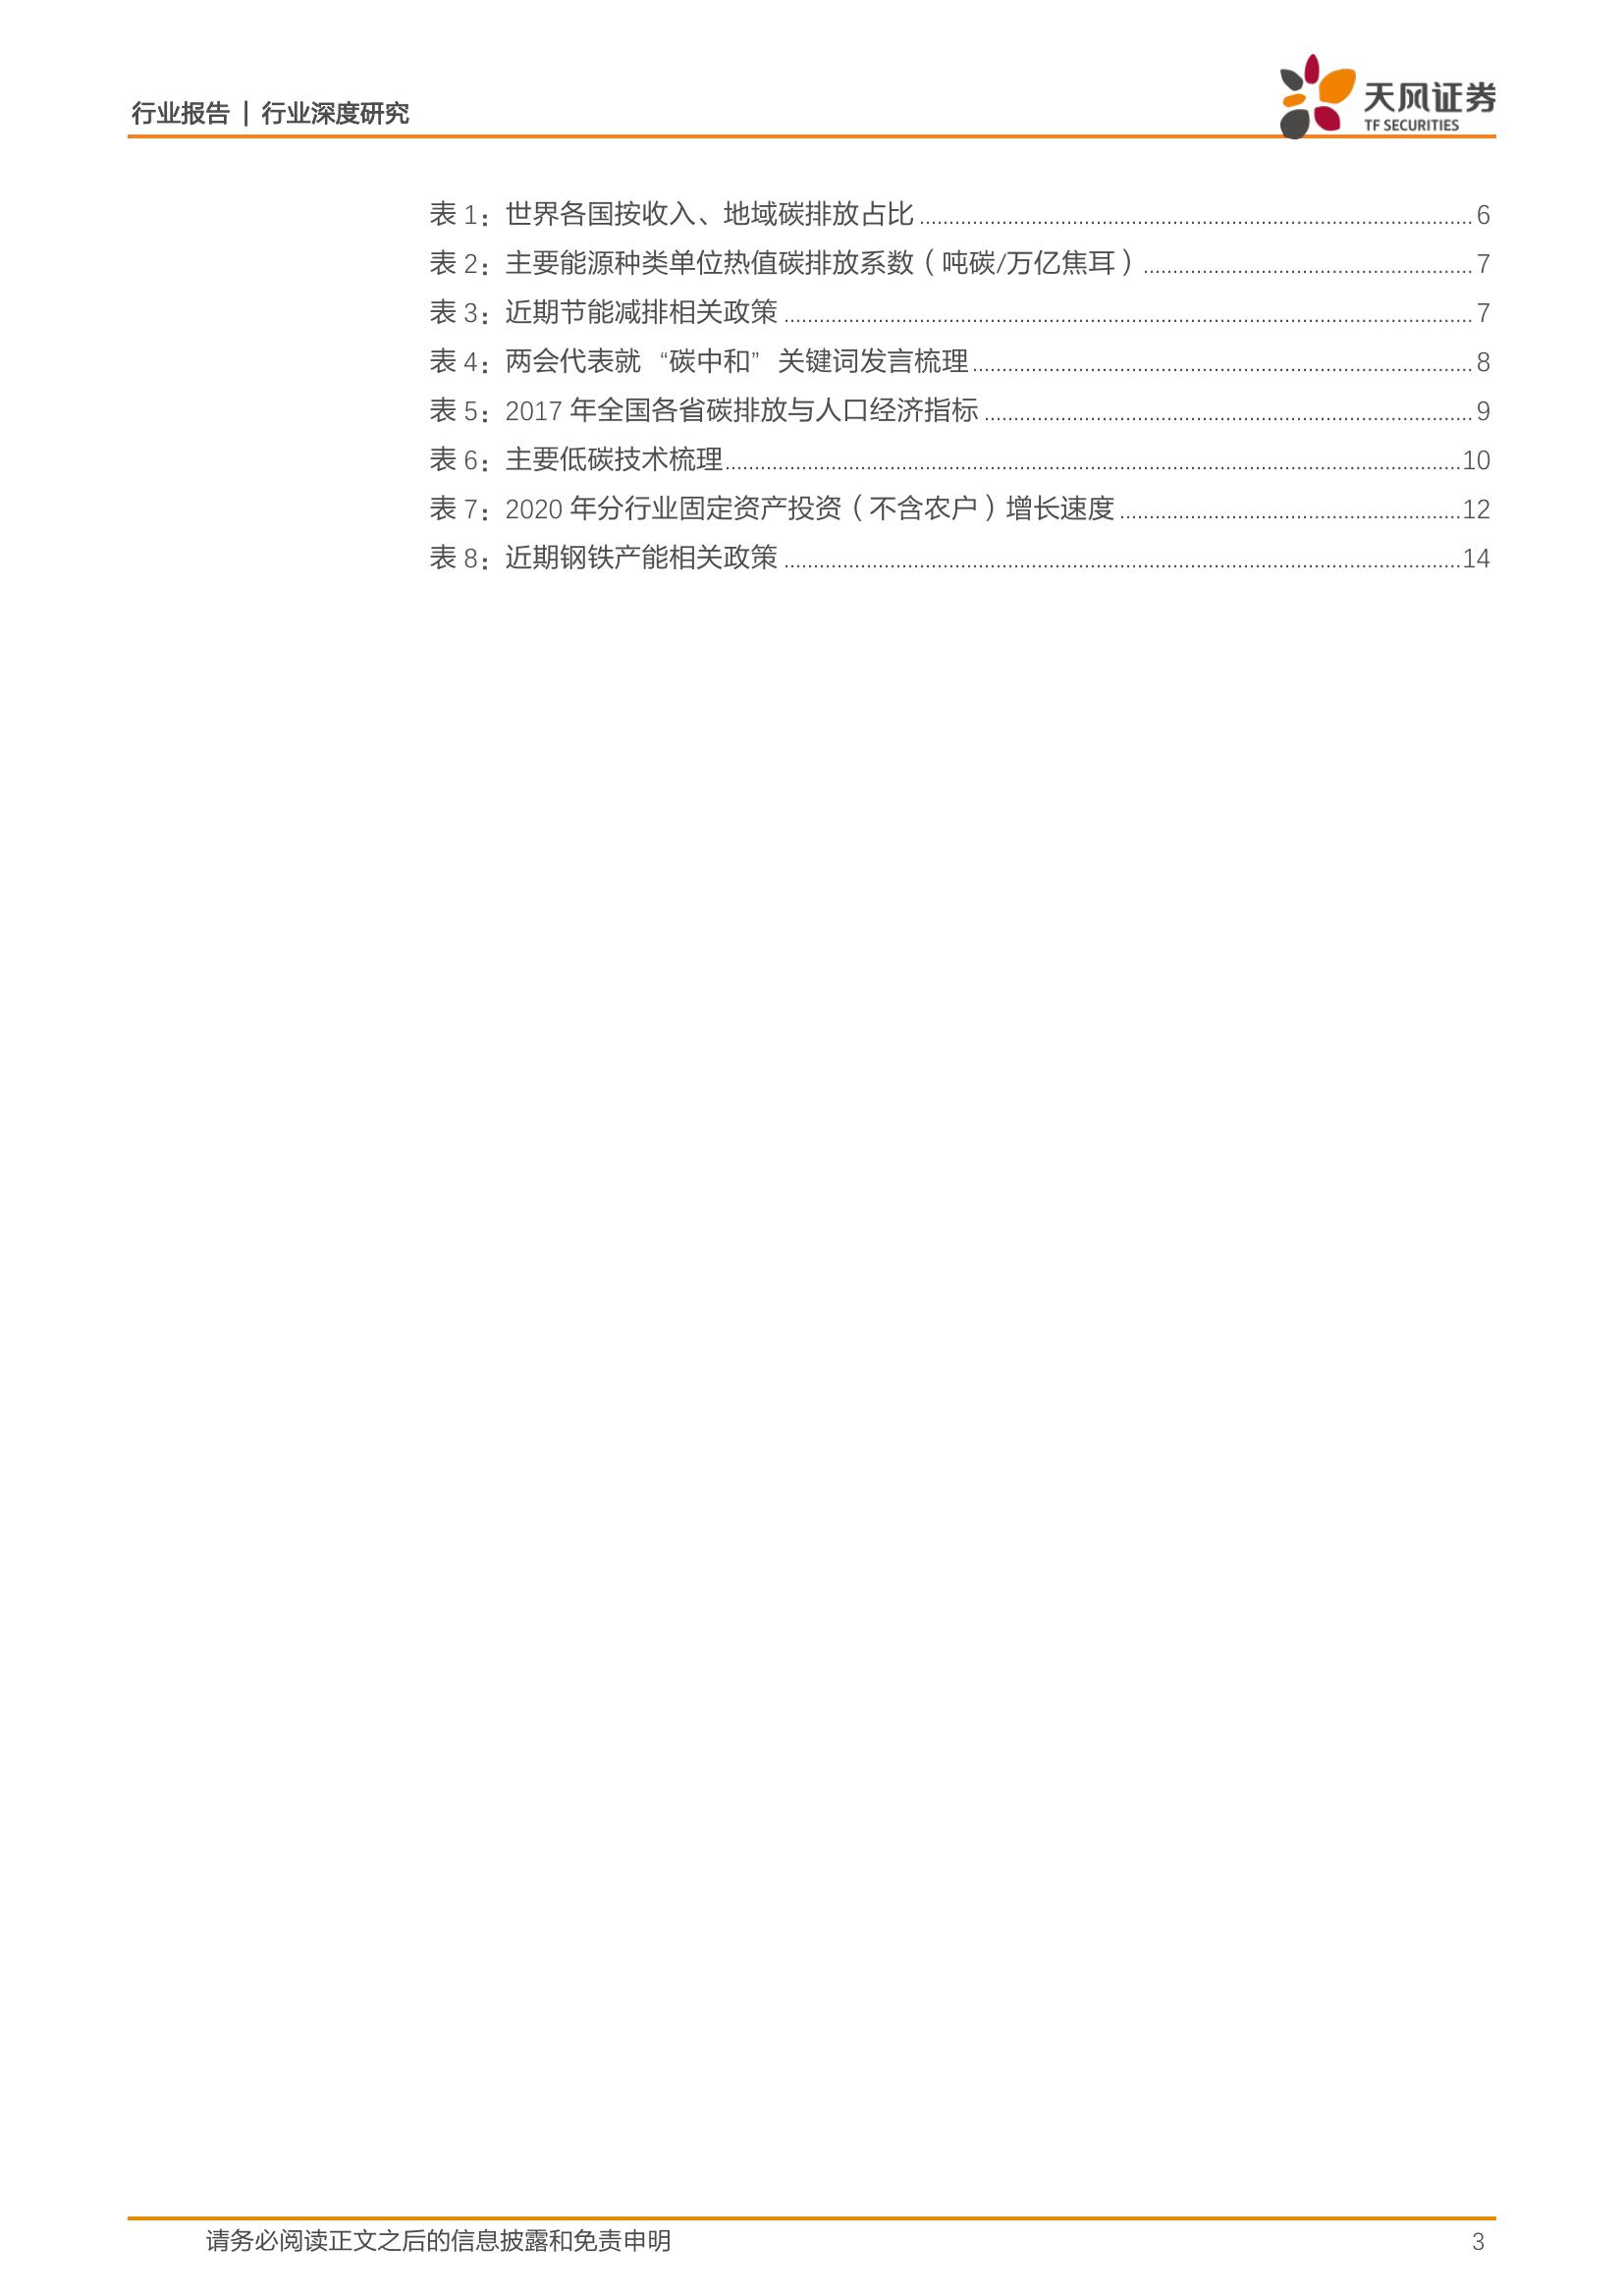 行业报告 | 行业深度研究
天风证券
TF SECURITIES
表 1：世界各国按收入、地域碳排放占比 6
表 2：主要能源种类单位热值碳排放系数（吨碳/万亿焦耳） 7
表 3：近期节能减排相关政策 7
表 4：两会代表就“碳中和”关键词发言梳理 8
表 5：2017 年全国各省碳排放与人口经济指标 9
表 6：主要低碳技术梳理 10
表 7：2020 年分行业固定资产投资（不含农户）增长速度 12
表 8：近期钢铁产能相关政策 14
请务必阅读正文之后的信息披露和免责申明 3